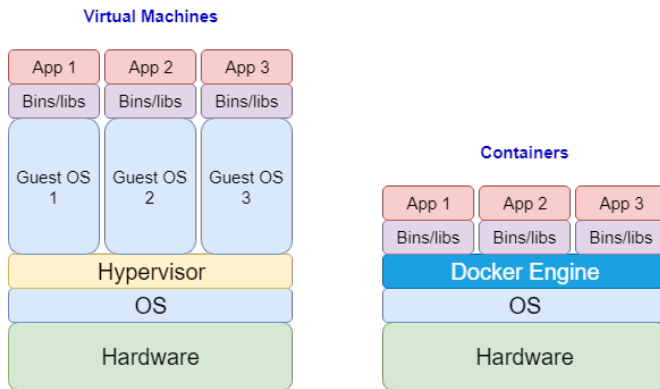 Virtual Machines
App 1
App 2
App 3
Bins/libs
Bins/libs
Bins/libs
Guest OS
1
Guest OS
2
Guest OS
3
Hypervisor
OS
Hardware
Containers
App 1
App 2
App 3
Bins/libs
Bins/libs
Bins/libs
Docker Engine
OS
Hardware